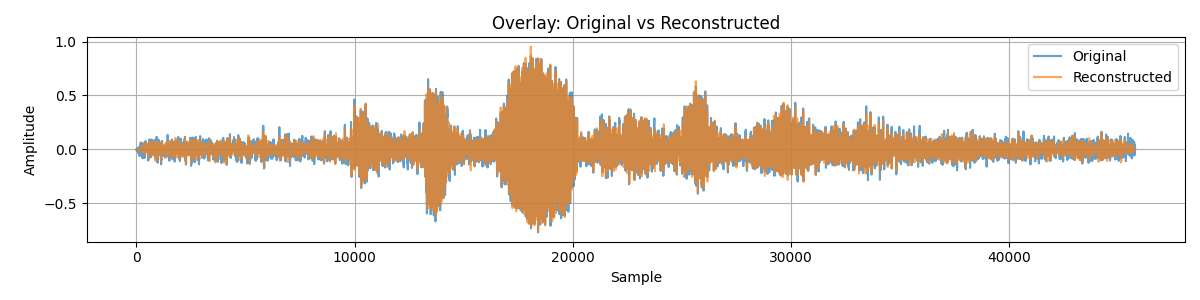 Overlay: Original vs Reconstructed
1.0
0.5
0.0
−0.5
Amplitude
Original
Reconstructed
0 10000 20000 30000 40000
Sample